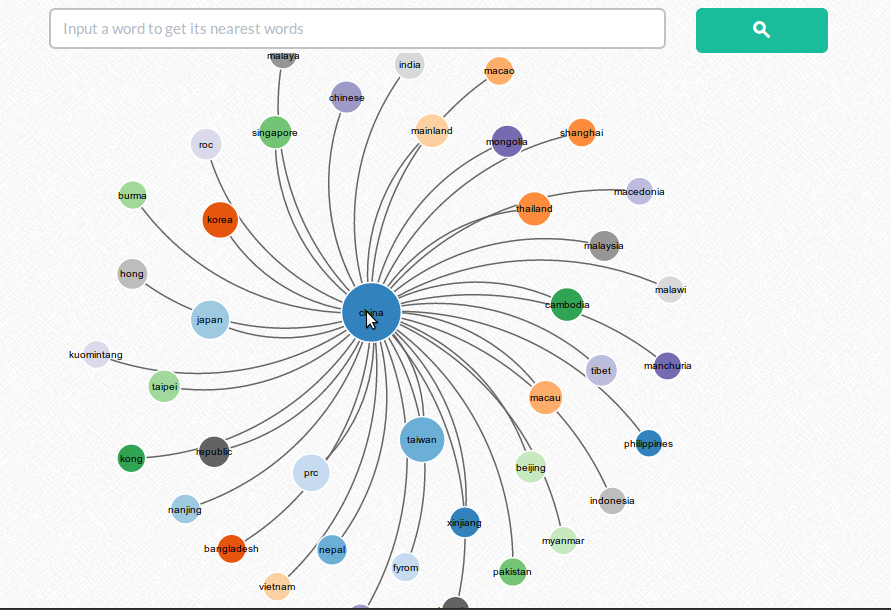 Input a word to get its nearest words
malaya
india
macao
chinese
mainland
singapore
shanghai
mongolia
roc
macedonia
burma
thailand
korea
malaysia
hong
malawi
cambodia
china
japan
kuomintang
manchuria
tibet
taipei
macau
taiwan
philippines
republic
kong
beijing
prc
indonesia
nanjing
xinjiang
myanmar
bangladesh
nepal
fyrom
pakistan
vietnam